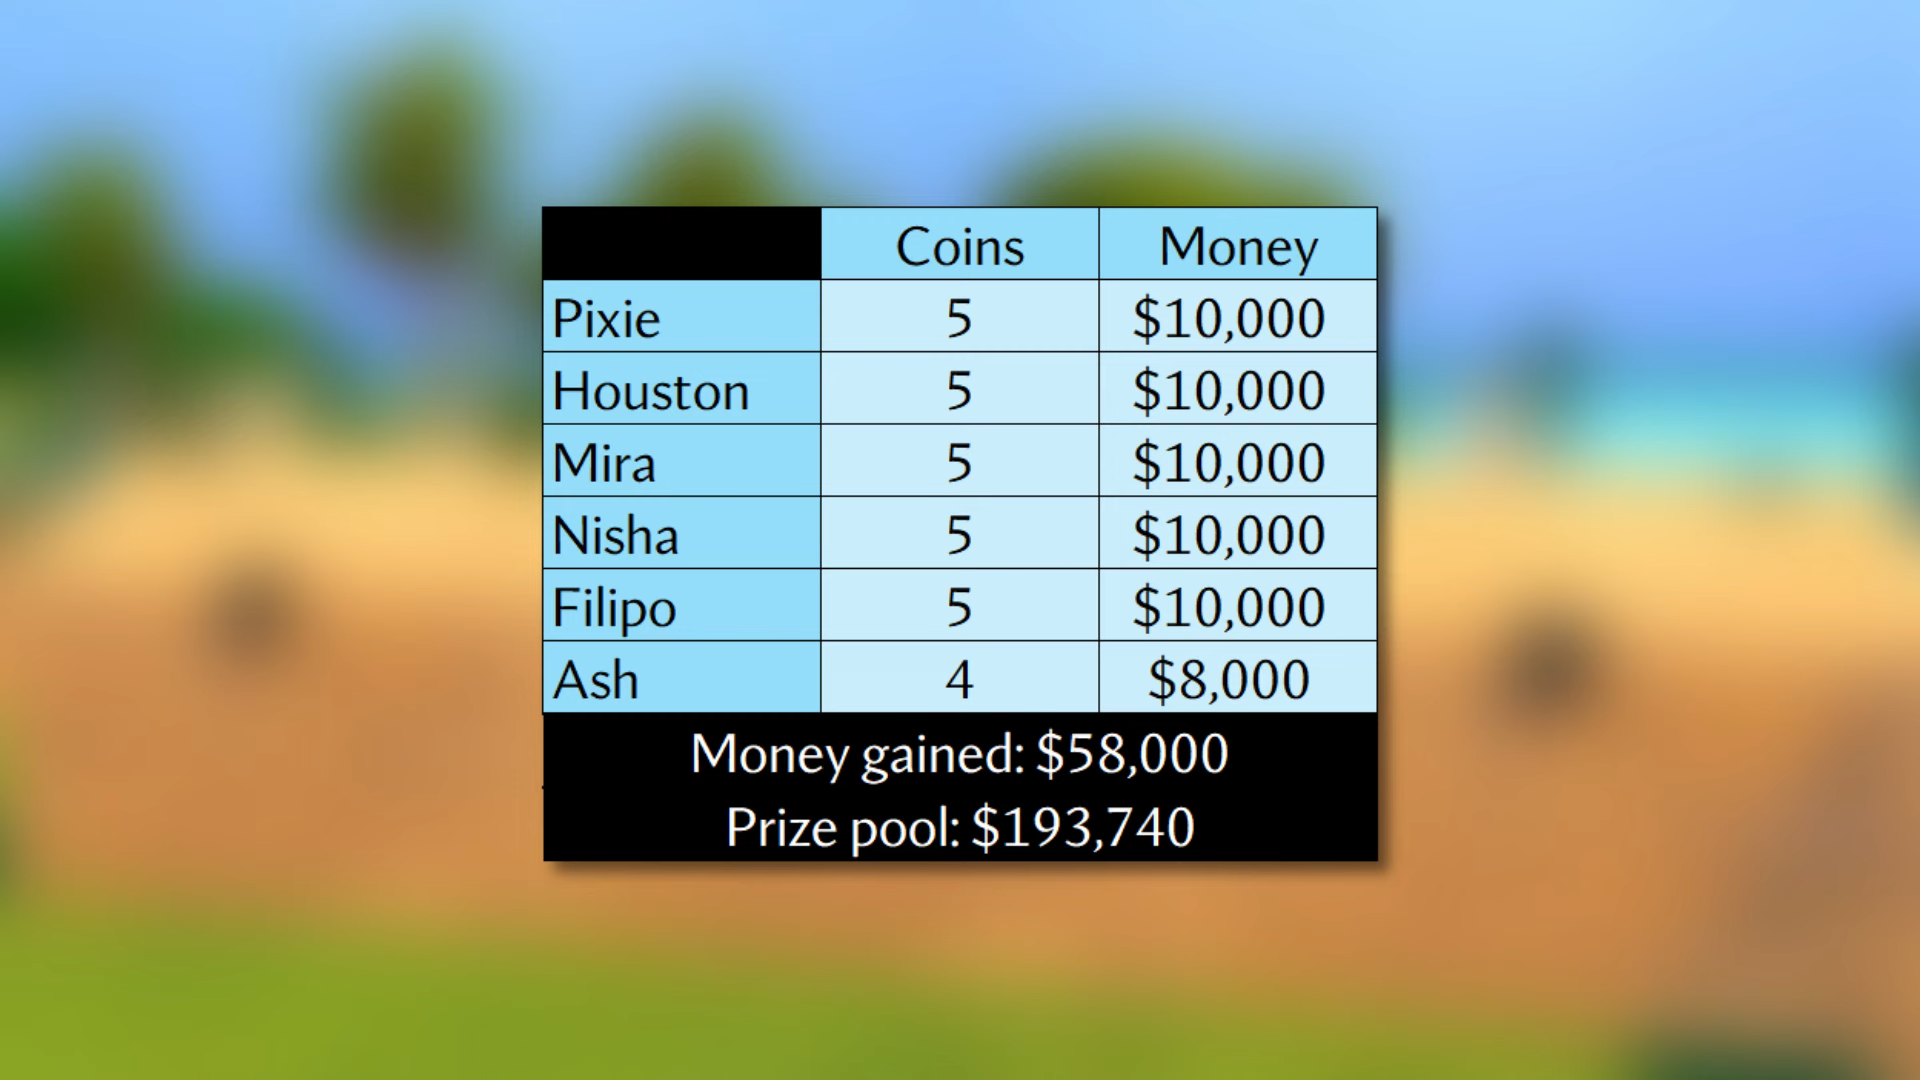 Coins Money
Pixie 5 $10,000
Houston 5 $10,000
Mira 5 $10,000
Nisha 5 $10,000
Filipo 5 $10,000
Ash 4 $8,000
Money gained: $58,000
Prize pool: $193,740